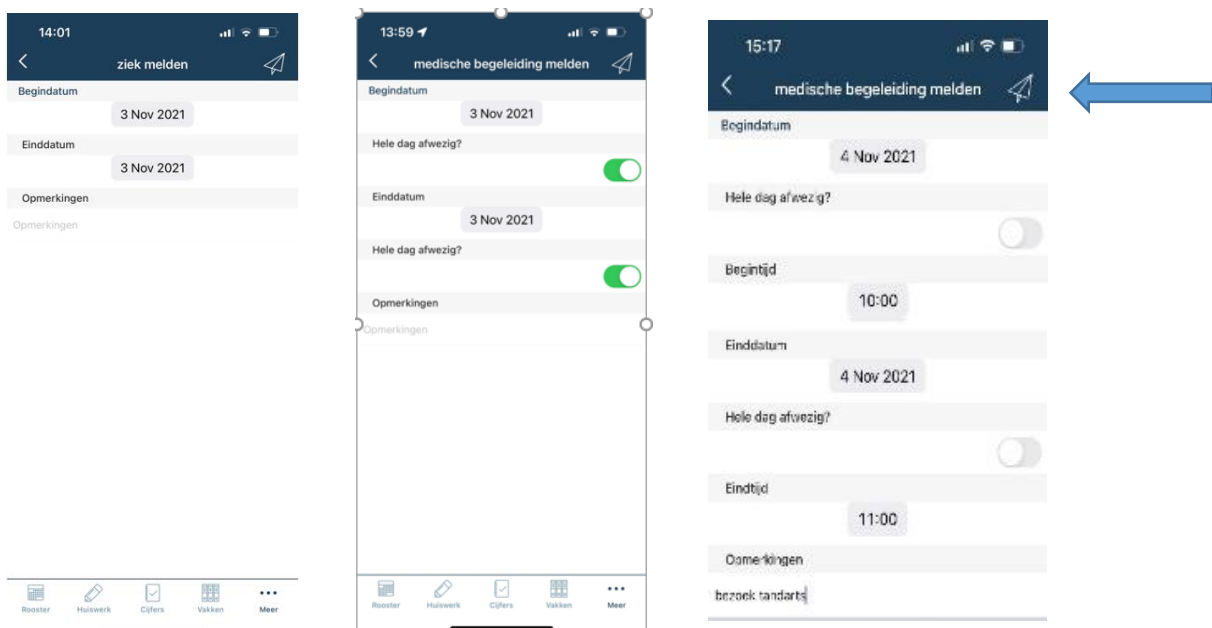 14:01
ziek melden
Begindatum
3 Nov 2021
Einddatum
3 Nov 2021
Opmerkingen
Opmerkingen
Rooster Huiswerk Cijfers Vakken Meer
13:59
medische begeleiding melden
Begindatum
3 Nov 2021
Hele dag afwezig?
Einddatum
3 Nov 2021
Hele dag afwezig?
Opmerkingen
Opmerkingen
Rooster Huiswerk Cijfers Vakken Meer
15:17
medische begeleiding melden
Begindatum
4 Nov 2021
Hele dag afwezig?
Begintijd
10:00
Einddatum
4 Nov 2021
Hele dag afwezig?
Eindtijd
11:00
Opmerkingen
bezoek tandarts